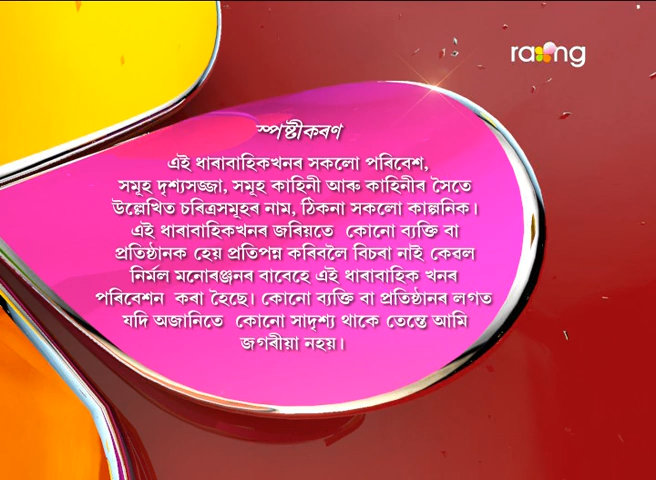 rang
স্পষ্টীকৰণ
এই ধাৰাবাহিকখনৰ সকলো পৰিবেশ,
সমূহ দৃশ্যসজ্জা, সমূহ কাহিনী আৰু কাহিনীৰ সৈতে
উল্লেখিত চৰিত্ৰসমূহৰ নাম, ঠিকনা সকলো কাল্পনিক।
এই ধাৰাবাহিকখনৰ জৰিয়তে কোনো ব্যক্তি বা
প্ৰতিষ্ঠানক হেয় প্ৰতিপন্ন কৰিবলৈ বিচৰা নাই কেৱল
নিৰ্মল মনোৰঞ্জনৰ বাবেহে এই ধাৰাবাহিক খনৰ
পৰিবেশন কৰা হৈছে। কোনো ব্যক্তি বা প্ৰতিষ্ঠানৰ লগত
যদি অজানিতে কোনো সাদৃশ্য থাকে তেন্তে আমি
জগৰীয়া নহয়।